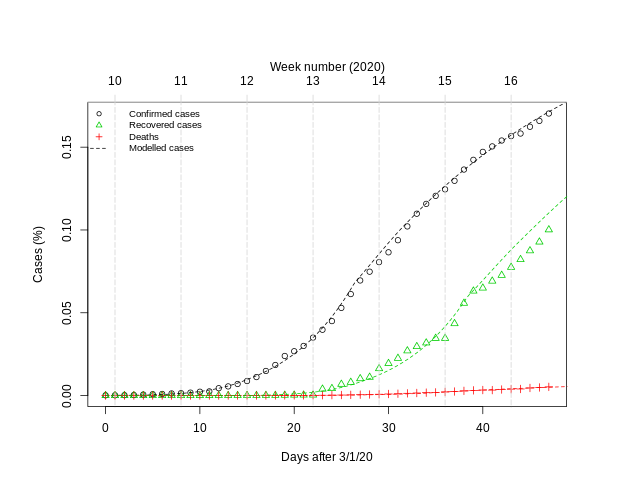 Week number (2020)
10 11 12 13 14 15 16
Confirmed cases
Recovered cases
Deaths
Modelled cases
Cases (%)
0.15
0.10
0.05
0.00
0 10 20 30 40
Days after 3/1/20